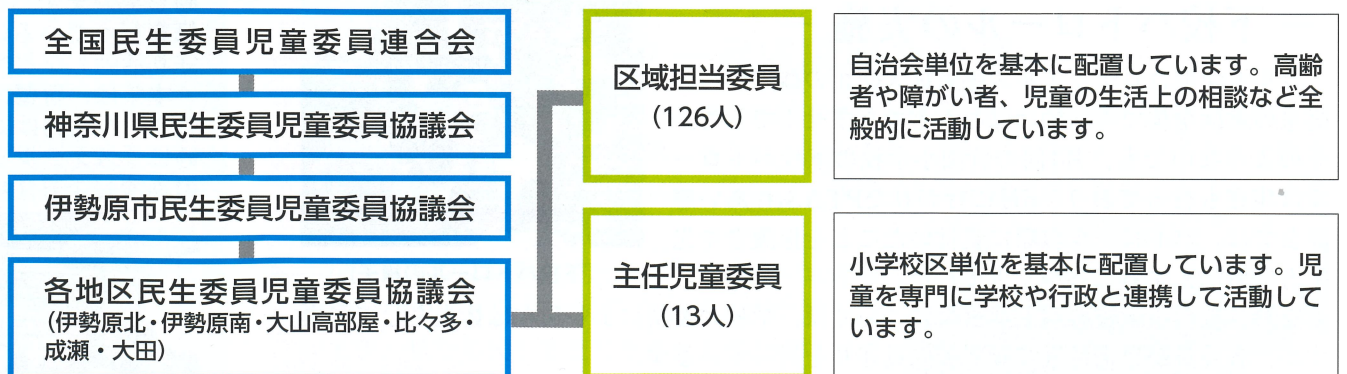 全国民生委員児童委員連合会
神奈川県民生委員児童委員協議会
伊勢原市民生委員児童委員協議会
各地区民生委員児童委員協議会
（伊勢原北・伊勢原南・大山高部屋・比々多・
成瀬・大田）
区域担当委員
（126人）
自治会単位を基本に配置しています。高齢
者や障がい者、児童の生活上の相談など全
般的に活動しています。
主任児童委員
（13人）
小学校区単位を基本に配置しています。児
童を専門に学校や行政と連携して活動して
います。